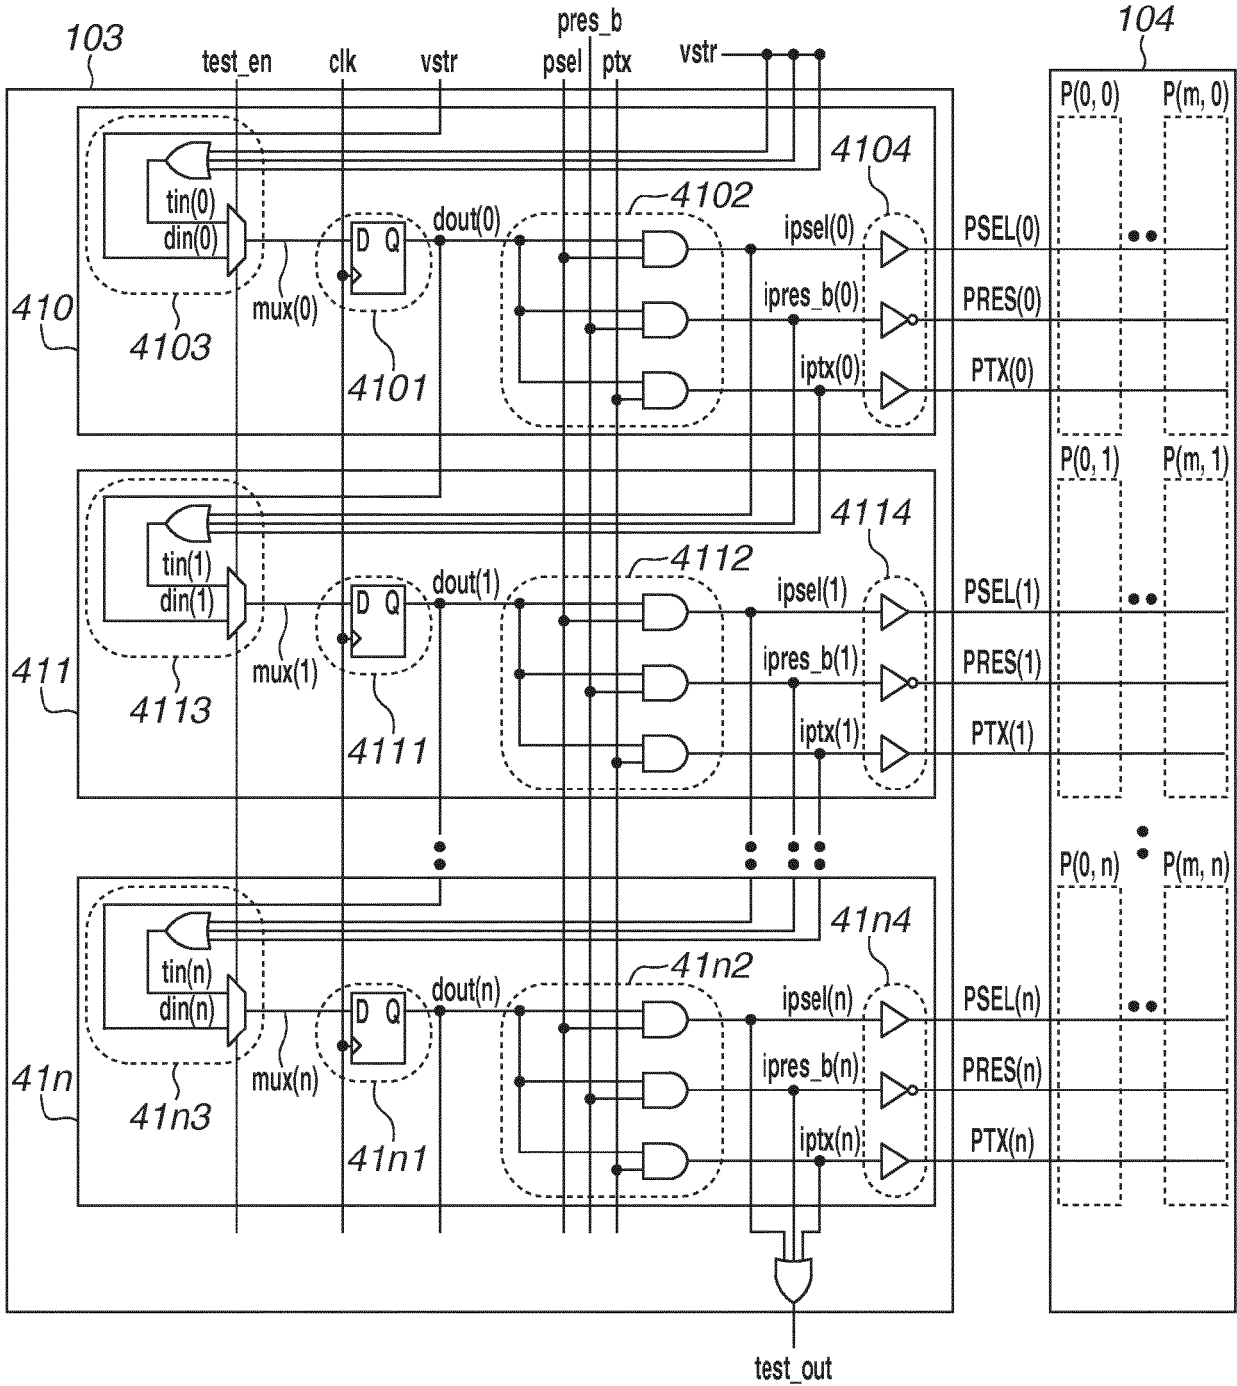 103
test_en
clk
vstr
psel
pres_b
ptx
vstr
104
P(0, 0)
P(m, 0)
4104
4102
tin(0)
din(0)
mux(0)
D Q
dout(0)
ipsel(0)
ipres_b(0)
iptx(0)
PSEL(0)
PRES(0)
PTX(0)
410
4103
4101
P(0, 1)
P(m, 1)
4114
4112
tin(1)
din(1)
mux(1)
D Q
dout(1)
ipsel(1)
ipres_b(1)
iptx(1)
PSEL(1)
PRES(1)
PTX(1)
411
4113
4111
P(0, n)
P(m, n)
41n4
41n2
tin(n)
din(n)
mux(n)
D Q
dout(n)
ipsel(n)
ipres_b(n)
iptx(n)
PSEL(n)
PRES(n)
PTX(n)
41n
41n3
41n1
test_out